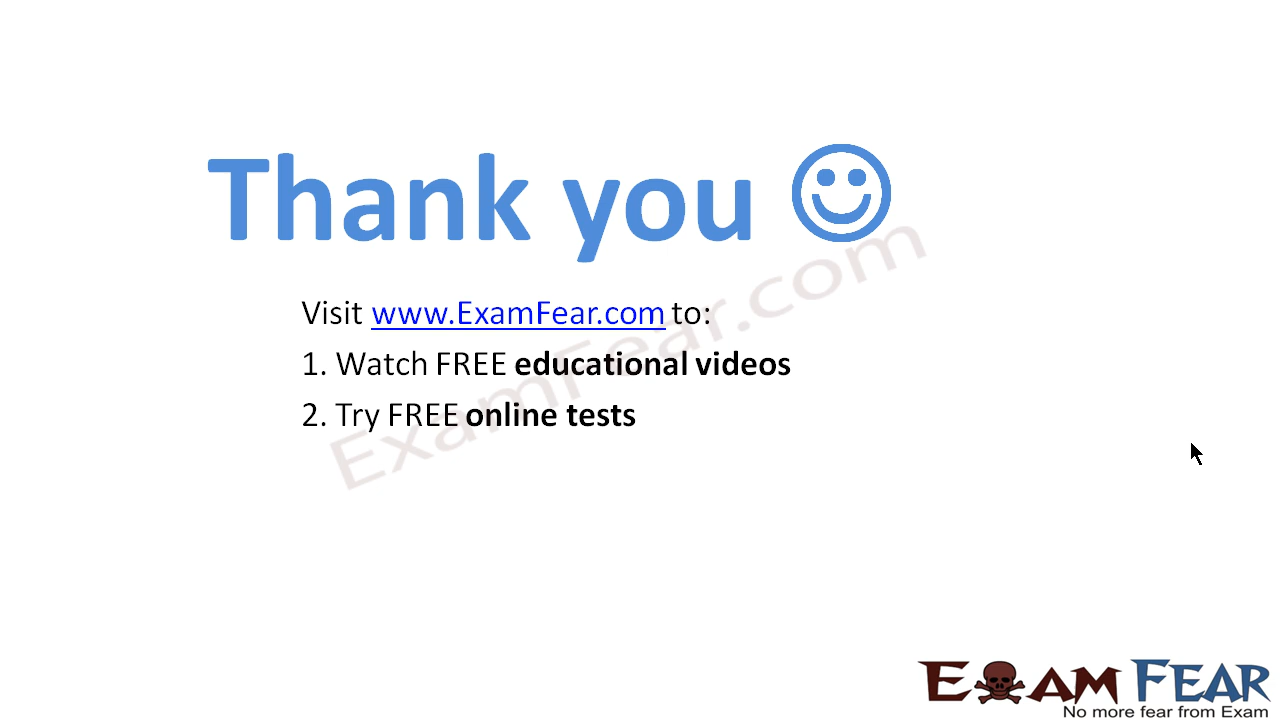 Thank you
Visit www.ExamFear.com to:
1. Watch FREE educational videos
2. Try FREE online tests
ExamFear.com
EXAM FEAR
No more fear from Exam